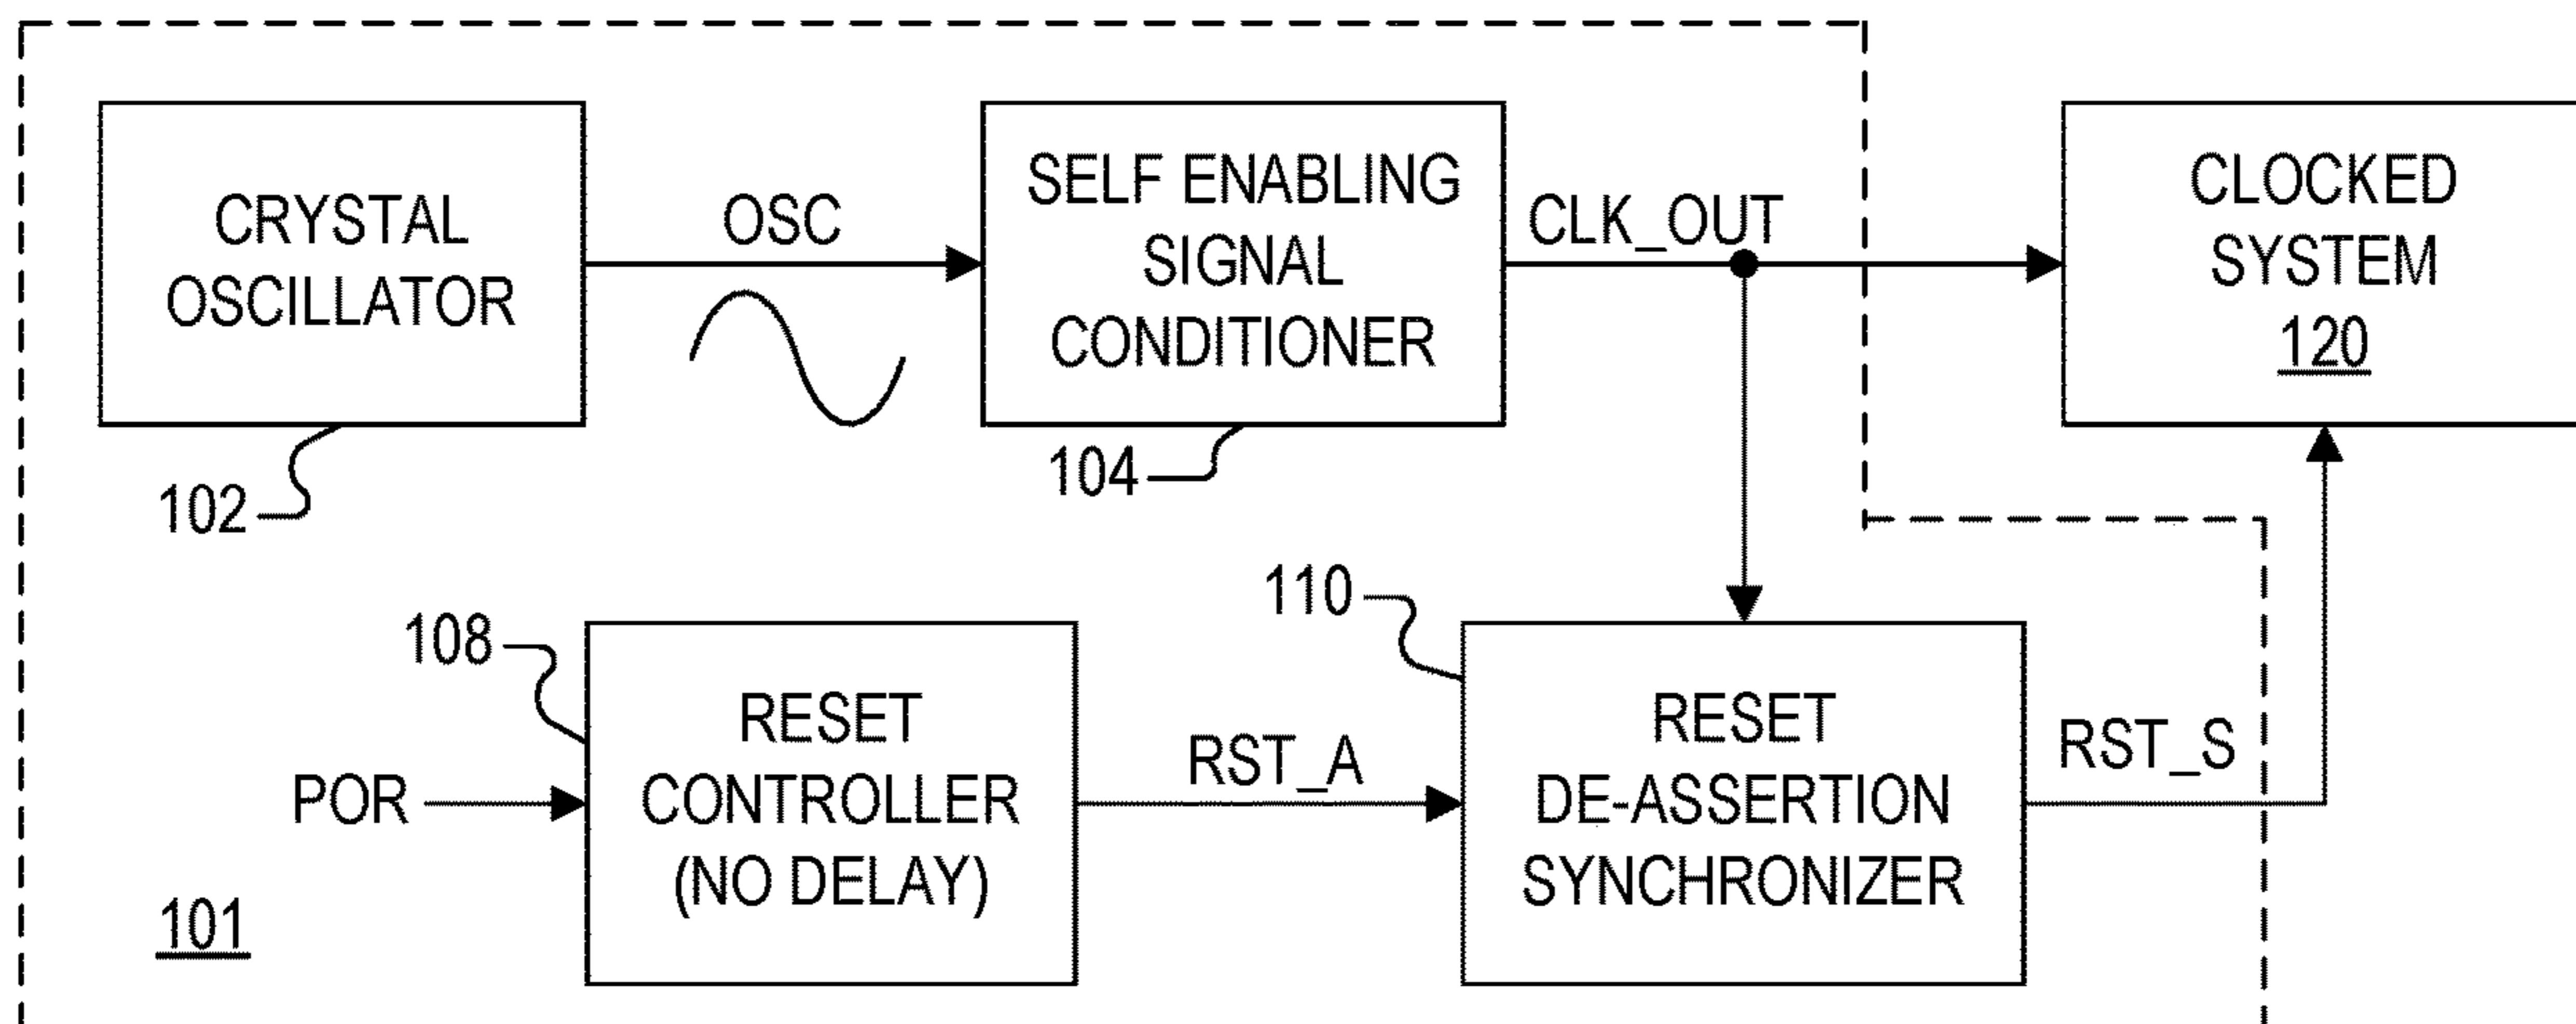 CRYSTAL
OSCILLATOR
102
OSC
SELF ENABLING
SIGNAL
CONDITIONER
104
CLK_OUT
CLOCKED
SYSTEM
120
POR
108
RESET
CONTROLLER
(NO DELAY)
RST_A
110
RESET
DE-ASSERTION
SYNCHRONIZER
RST_S
101